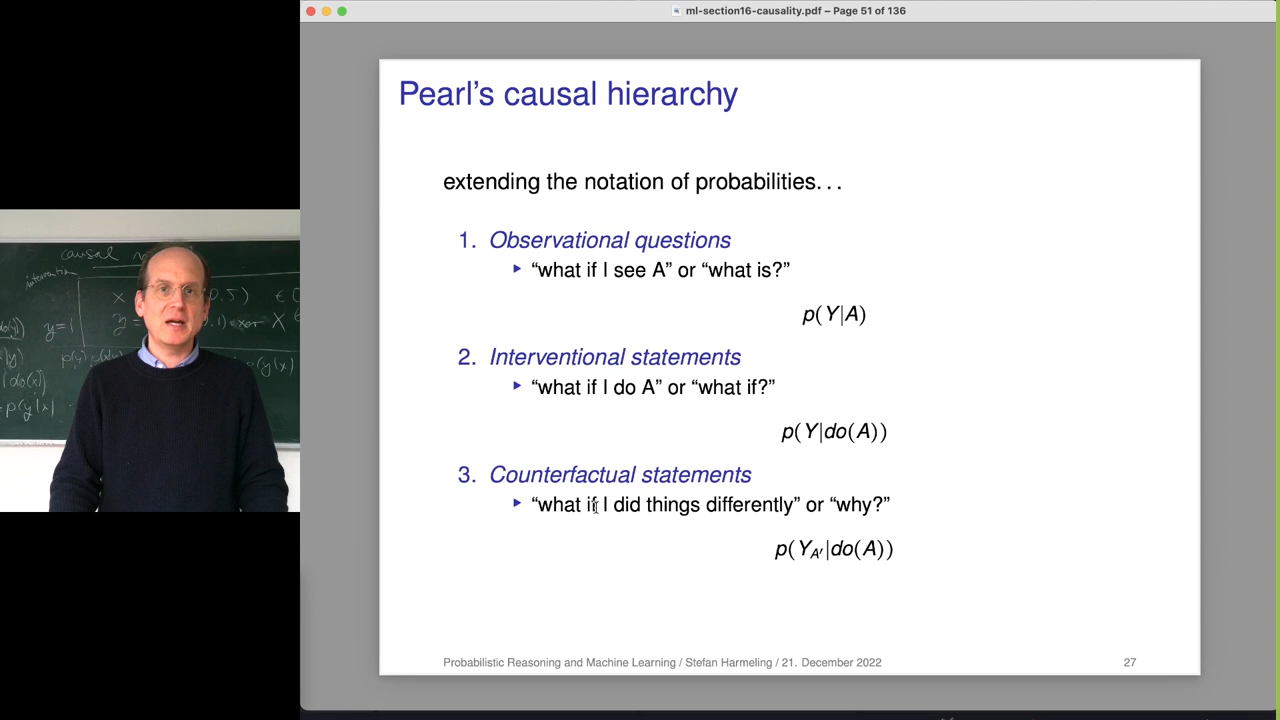 ml-section16-causality.pdf – Page 51 of 136
Pearl's causal hierarchy
extending the notation of probabilities. . .
1. Observational questions
▶ “what if I see A” or “what is?”
p(Y|A)
2. Interventional statements
▶ “what if I do A” or “what if?”
p(Y|do(A))
3. Counterfactual statements
▶ “what if I did things differently” or “why?”
p(Y_A′|do(A))
Probabilistic Reasoning and Machine Learning / Stefan Harmeling / 21. December 2022
27
causal
intervention
y=1
p(y|x)